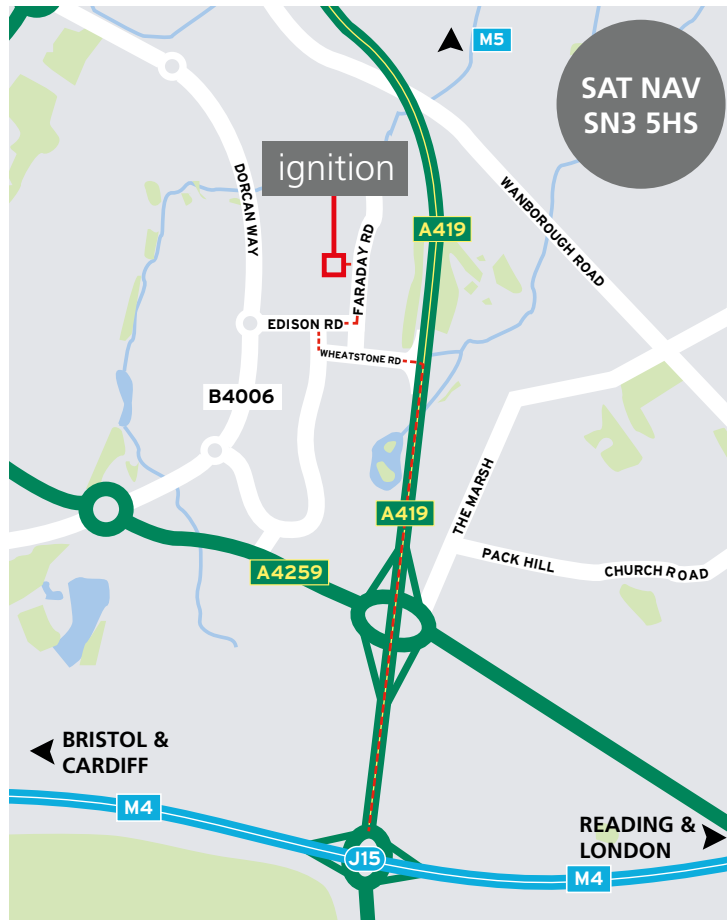 M5
SAT NAV
SN3 5HS
ignition
DORCAN WAY
WANBOROUGH ROAD
A419
FARADAY RD
EDISON RD
WHEATSTONE RD
B4006
A419
THE MARSH
PACK HILL
CHURCH ROAD
A4259
BRISTOL &
CARDIFF
M4
READING &
LONDON
J15
M4